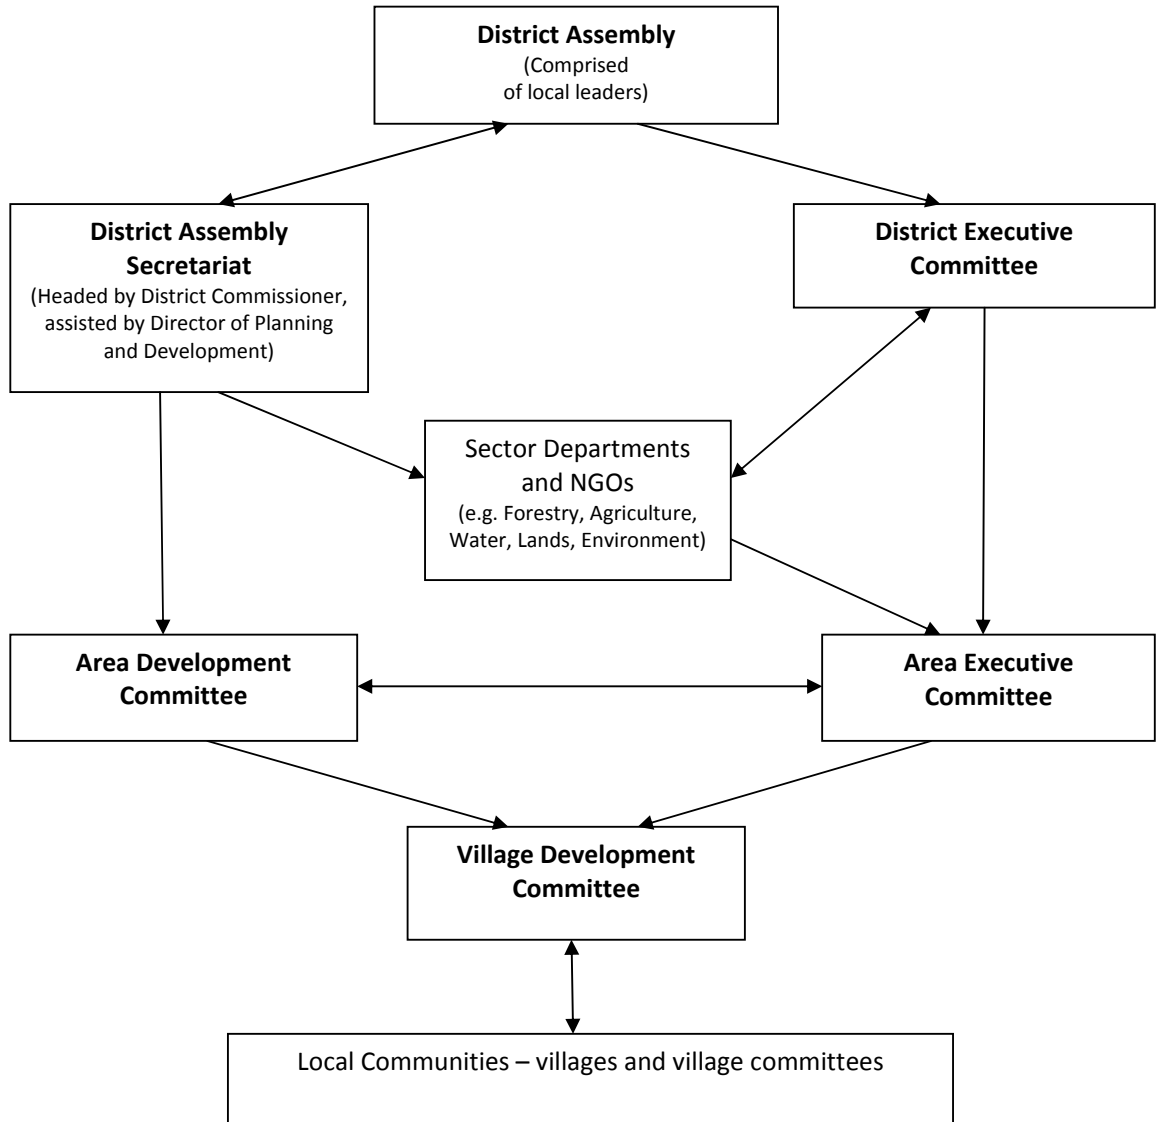 District Assembly
(Comprised
of local leaders)
District Assembly
Secretariat
(Headed by District Commissioner,
assisted by Director of Planning
and Development)
District Executive
Committee
Sector Departments
and NGOs
(e.g. Forestry, Agriculture,
Water, Lands, Environment)
Area Development
Committee
Area Executive
Committee
Village Development
Committee
Local Communities – villages and village committees